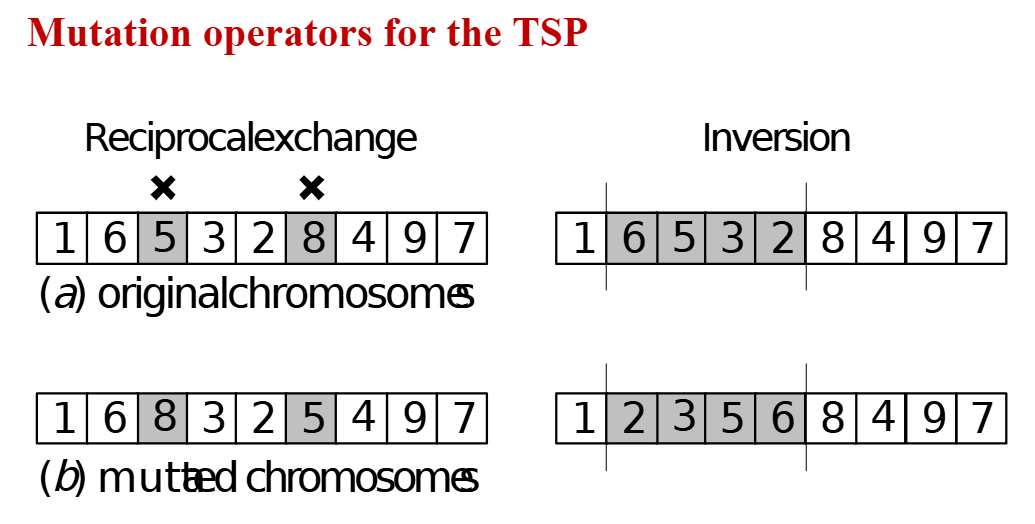 Mutation operators for the TSP
Reciprocalexchange
Inversion
1 6 5 3 2 8 4 9 7
1 6 5 3 2 8 4 9 7
(a) originalchromosomes
1 6 8 3 2 5 4 9 7
1 2 3 5 6 8 4 9 7
(b) mutated chromosomes